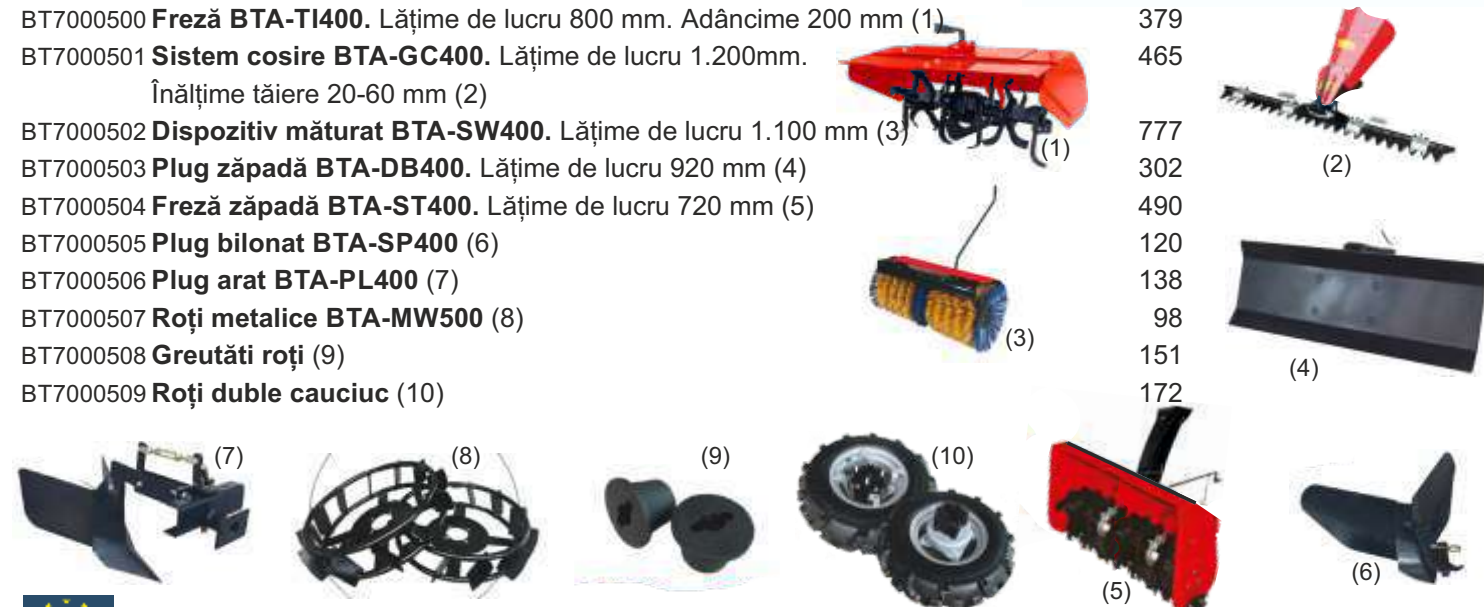 BT7000500 Freză BTA-TI400. Lățime de lucru 800 mm. Adâncime 200 mm (1) 379
BT7000501 Sistem cosire BTA-GC400. Lățime de lucru 1.200mm. 465
Înălțime tăiere 20-60 mm (2)
BT7000502 Dispozitiv măturat BTA-SW400. Lățime de lucru 1.100 mm (3) 777
BT7000503 Plug zăpadă BTA-DB400. Lățime de lucru 920 mm (4) 302
BT7000504 Freză zăpadă BTA-ST400. Lățime de lucru 720 mm (5) 490
BT7000505 Plug bilonat BTA-SP400 (6) 120
BT7000506 Plug arat BTA-PL400 (7) 138
BT7000507 Roți metalice BTA-MW500 (8) 98
BT7000508 Greutăti roți (9) 151
BT7000509 Roți duble cauciuc (10) 172
(1)
(2)
(3)
(4)
(7)
(8)
(9)
(10)
(5)
(6)